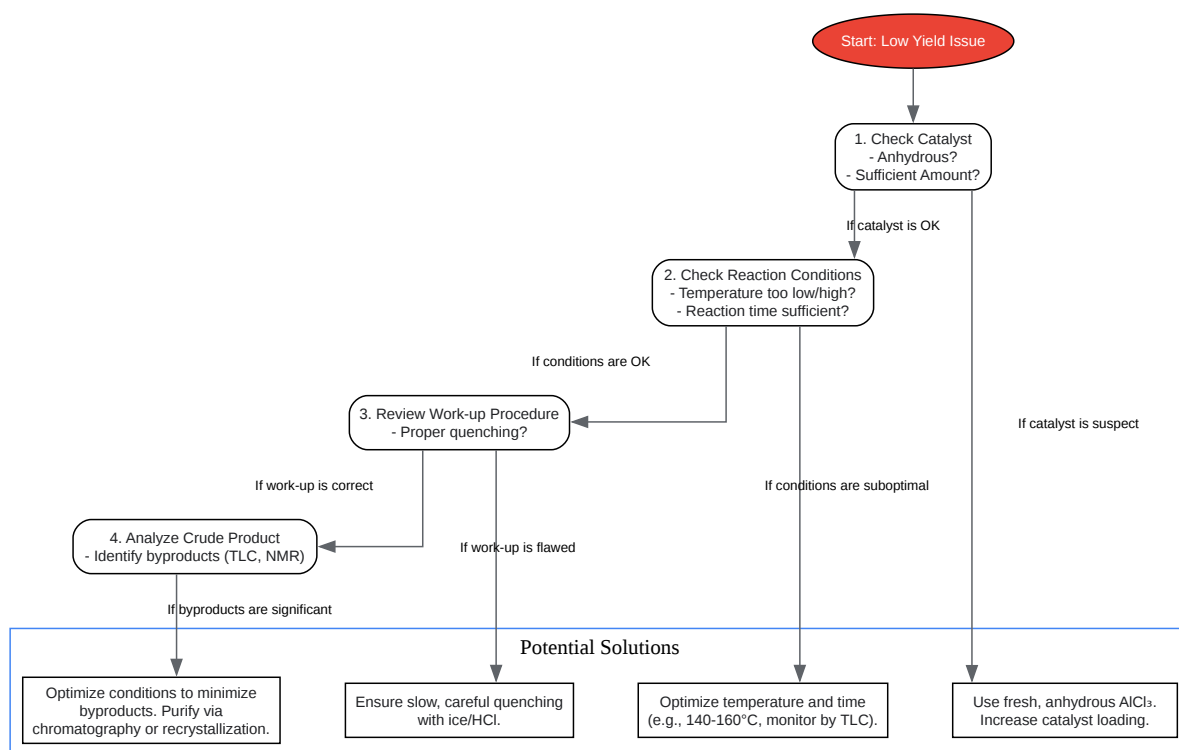 Start: Low Yield Issue
1. Check Catalyst
- Anhydrous?
- Sufficient Amount?
If catalyst is OK
2. Check Reaction Conditions
- Temperature too low/high?
- Reaction time sufficient?
If conditions are OK
3. Review Work-up Procedure
- Proper quenching?
If catalyst is suspect
If work-up is correct
If conditions are suboptimal
4. Analyze Crude Product
- Identify byproducts (TLC, NMR)
If work-up is flawed
If byproducts are significant
Potential Solutions
Optimize conditions to minimize
byproducts. Purify via
chromatography or recrystallization.
Ensure slow, careful quenching
with ice/HCl.
Optimize temperature and time
(e.g., 140-160°C, monitor by TLC).
Use fresh, anhydrous AlCl₃.
Increase catalyst loading.